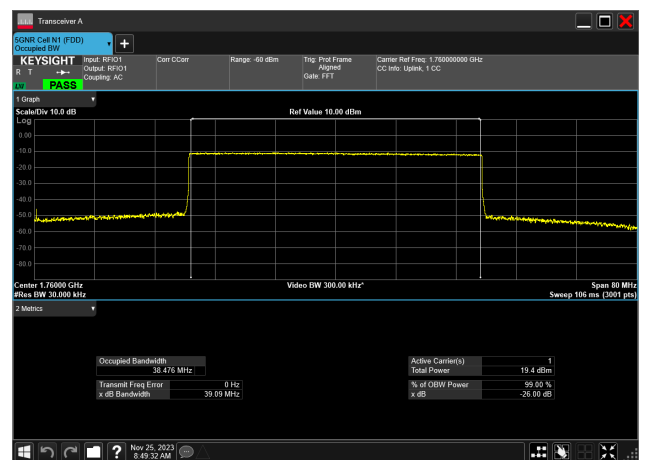 Transceiver A
5GNR Cell N1 (FDD)
Occupied BW
KEYSIGHT
R T
LV
PASS
Input: RFIO1
Output: RFIO1
Coupling: AC
Corr CCorr
Range: -60 dBm
Trig: Prot Frame
Aligned
Gate: FFT
Carrier Ref Freq: 1.760000000 GHz
CC Info: Uplink, 1 CC
1 Graph
Scale/Div 10.0 dB
Ref Value 10.00 dBm
Log
0.00
-10.0
-20.0
-30.0
-40.0
-50.0
-60.0
-70.0
-80.0
Center 1.76000 GHz
Video BW 300.00 kHz^
Span 80 MHz
#Res BW 30.000 kHz
Sweep 106 ms (3001 pts)
2 Metrics
Occupied Bandwidth
38.476 MHz
Active Carrier(s) 1
Total Power 19.4 dBm
Transmit Freq Error 0 Hz
x dB Bandwidth 39.09 MHz
% of OBW Power 99.00 %
x dB -26.00 dB
Nov 25, 2023
8:49:32 AM